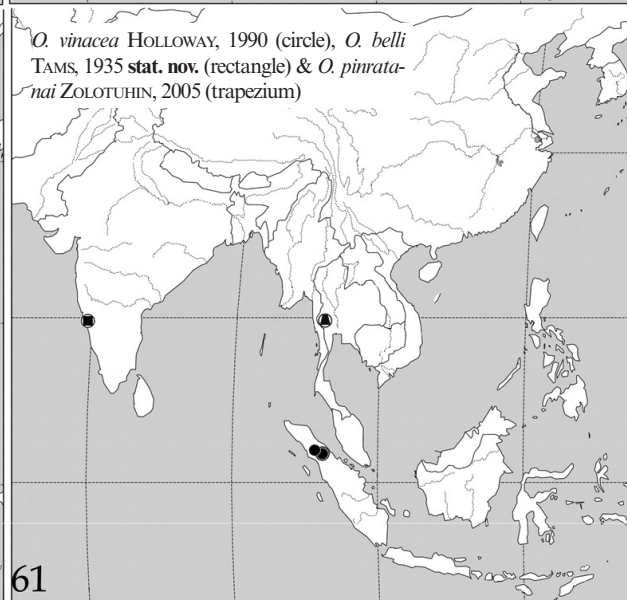 O. vinacea HOLLOWAY, 1990 (circle), O. belli
TAMS, 1935 stat. nov. (rectangle) & O. pinrata-
nai ZOLOTUHIN, 2005 (trapezium)
61